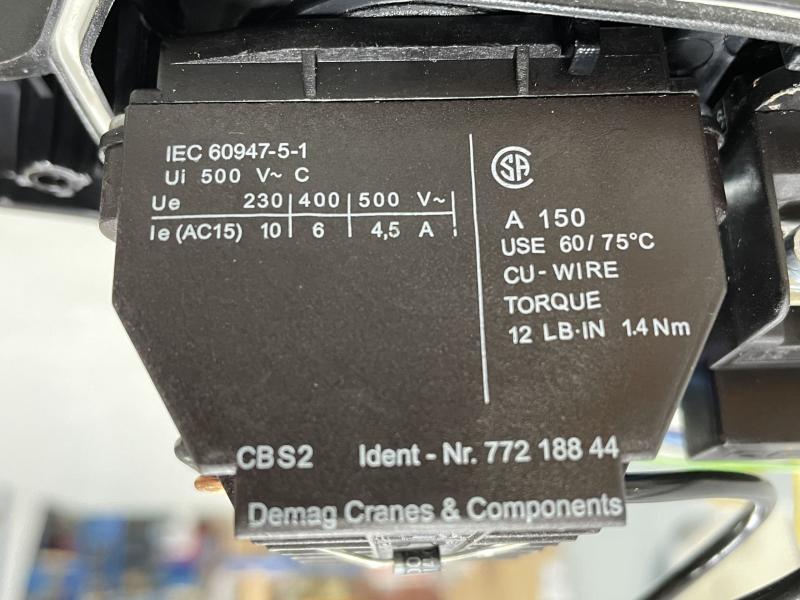 IEC 60947-5-1
Ui 500 V~ C
Ue 230 400 500 V~
Ie (AC15) 10 6 4,5 A
SA
A 150
USE 60/75°C
CU-WIRE
TORQUE
12 LB·IN 1.4 Nm
CBS2 Ident-Nr. 772 188 44
Demag Cranes & Components